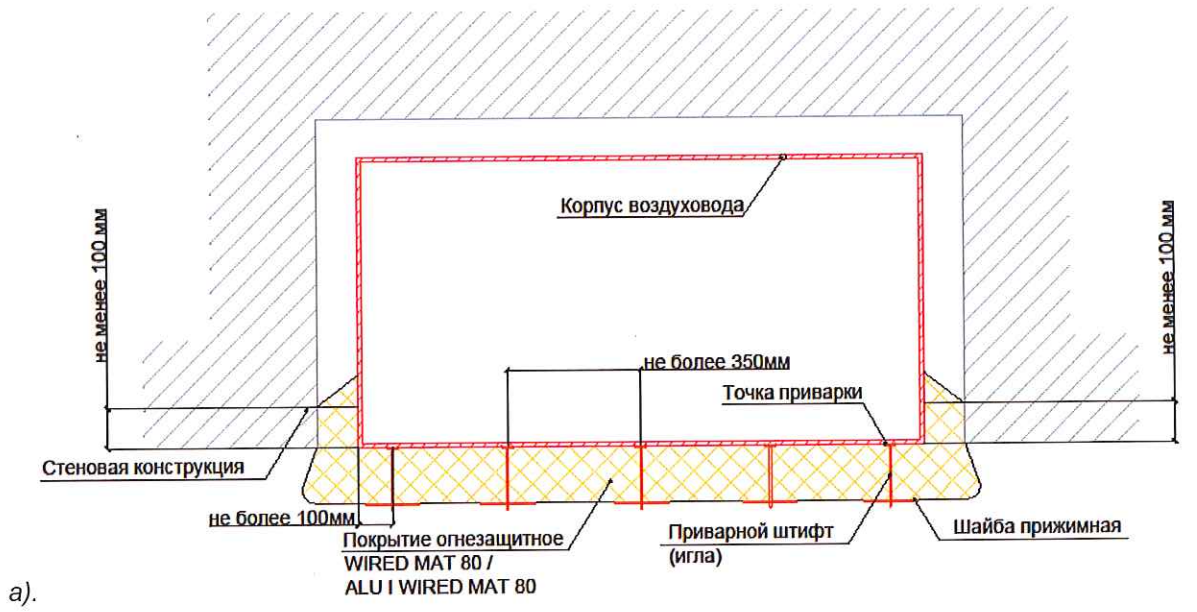 Корпус воздуховода
не менее 100 мм
не менее 100 мм
не более 350мм
Точка приварки
Стеновая конструкция
не более 100мм
Покрытие огнезащитное
WIRED MAT 80 /
ALU I WIRED MAT 80
Приварной штифт
(игла)
Шайба прижимная
а).